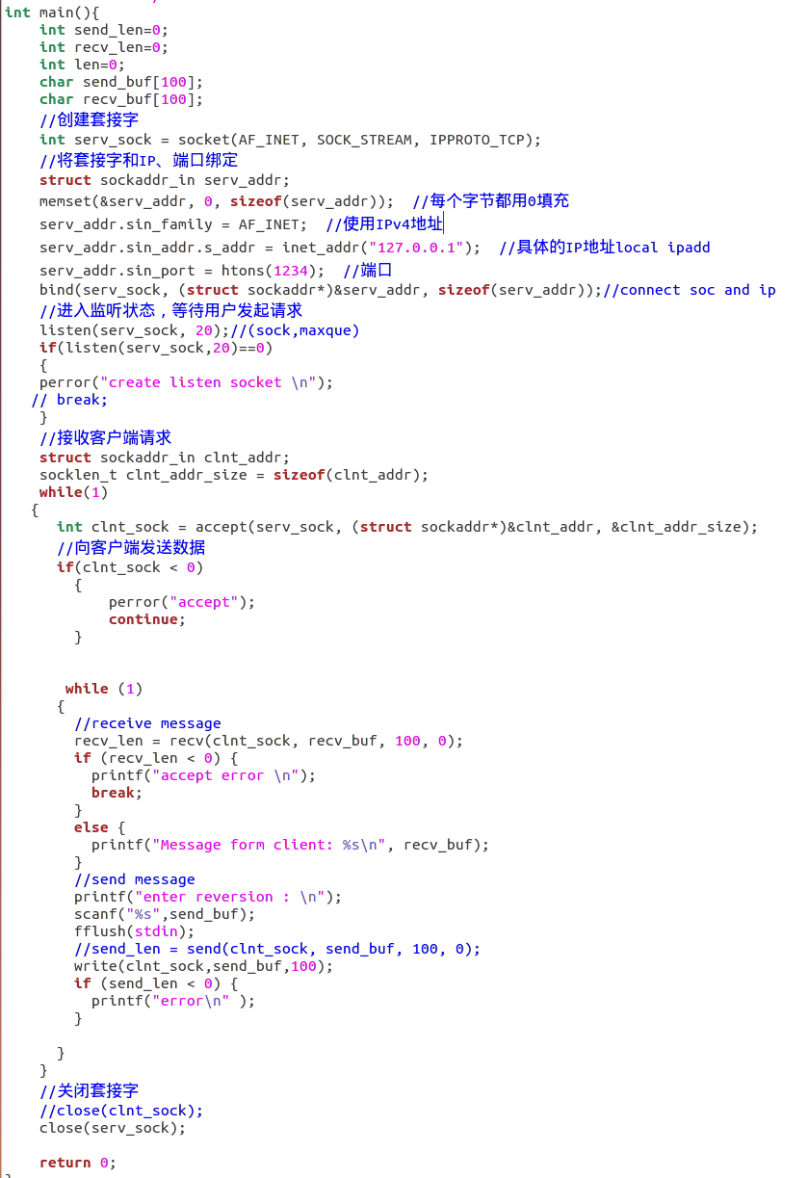 int main(){
    int send_len=0;
    int recv_len=0;
    int len=0;
    char send_buf[100];
    char recv_buf[100];
    //创建套接字
    int serv_sock = socket(AF_INET, SOCK_STREAM, IPPROTO_TCP);
    //将套接字和IP、端口绑定
    struct sockaddr_in serv_addr;
    memset(&serv_addr, 0, sizeof(serv_addr));  //每个字节都用0填充
    serv_addr.sin_family = AF_INET;  //使用IPv4地址
    serv_addr.sin_addr.s_addr = inet_addr("127.0.0.1");  //具体的IP地址local ipadd
    serv_addr.sin_port = htons(1234);  //端口
    bind(serv_sock, (struct sockaddr*)&serv_addr, sizeof(serv_addr));//connect soc and ip
    //进入监听状态，等待用户发起请求
    listen(serv_sock, 20);//(sock,maxque)
    if(listen(serv_sock,20)==0)
    {
    perror("create listen socket \n");
   // break;
    }
    //接收客户端请求
    struct sockaddr_in clnt_addr;
    socklen_t clnt_addr_size = sizeof(clnt_addr);
    while(1)
   {
      int clnt_sock = accept(serv_sock, (struct sockaddr*)&clnt_addr, &clnt_addr_size);
      //向客户端发送数据
      if(clnt_sock < 0)
        {
            perror("accept");
            continue;
        }
       while (1)
      {
        //receive message
        recv_len = recv(clnt_sock, recv_buf, 100, 0);
        if (recv_len < 0) {
          printf("accept error \n");
          break;
        }
        else {
          printf("Message form client: %s\n", recv_buf);
        }
        //send message
        printf("enter reversion : \n");
        scanf("%s",send_buf);
        fflush(stdin);
        //send_len = send(clnt_sock, send_buf, 100, 0);
        write(clnt_sock,send_buf,100);
        if (send_len < 0) {
          printf("error\n" );
        }
      }
    }
    //关闭套接字
    //close(clnt_sock);
    close(serv_sock);
    return 0;